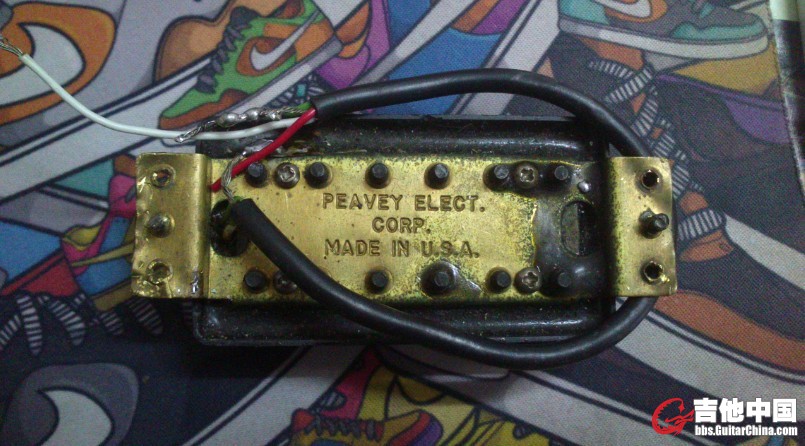 PEAVEY ELECT.
CORP.
MADE IN U.S.A.
吉他中国
bbs.GuitarChina.com